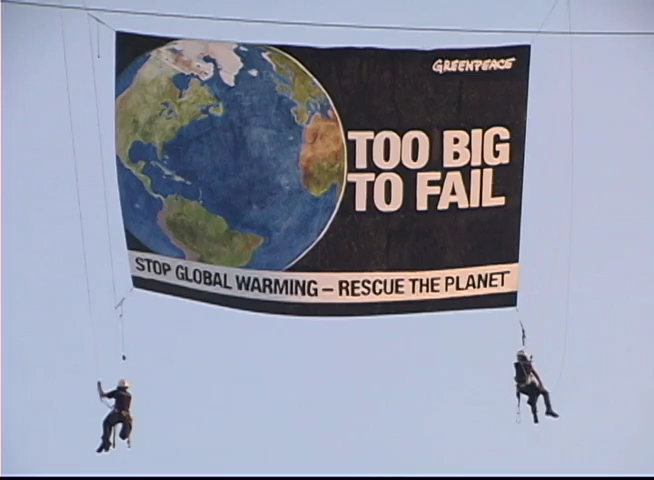 GREENPEACE
TOO BIG
TO FAIL
STOP GLOBAL WARMING – RESCUE THE PLANET